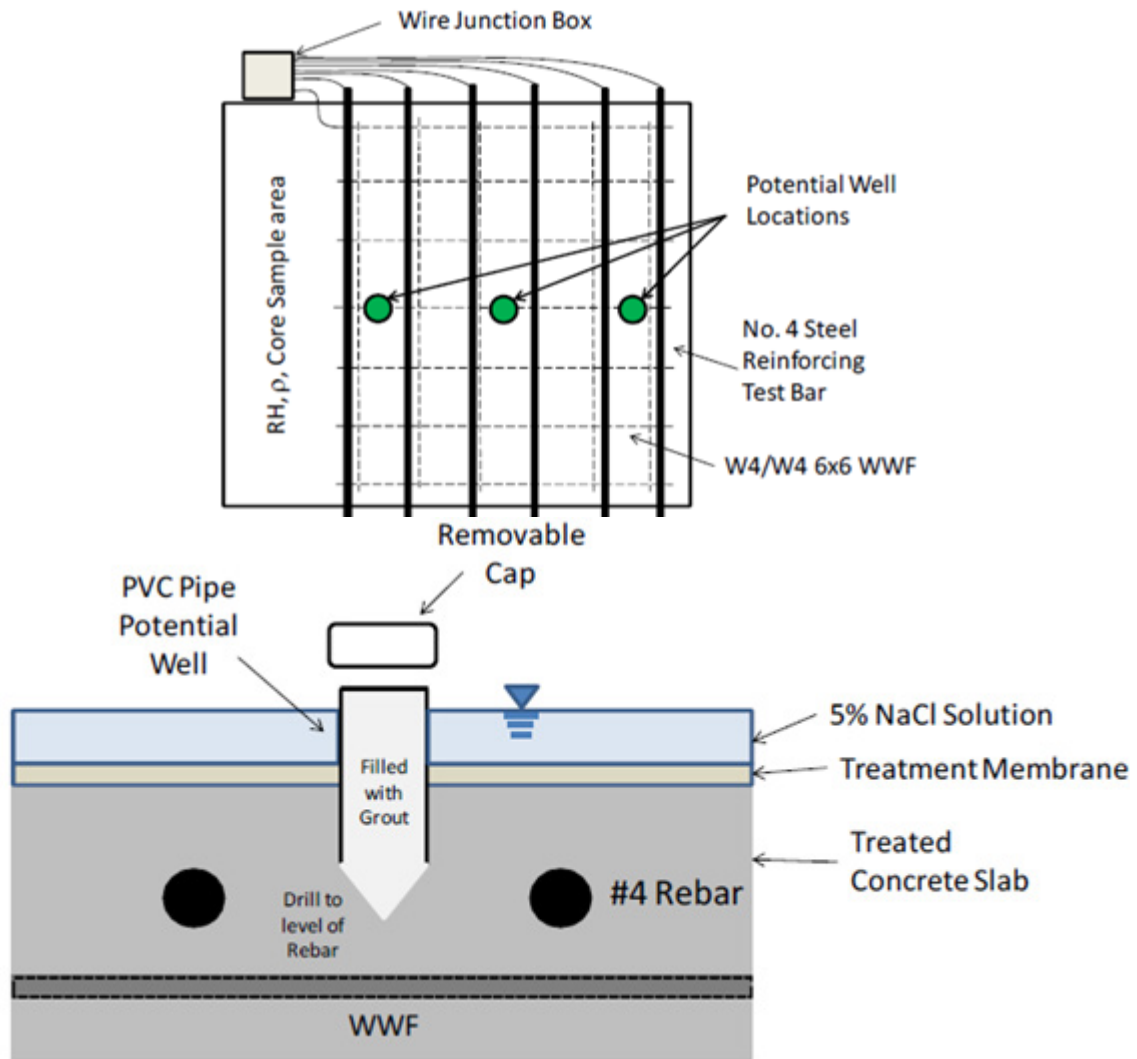 Wire Junction Box
RH, ρ, Core Sample area
Potential Well
Locations
No. 4 Steel
Reinforcing
Test Bar
W4/W4 6x6 WWF
Removable
Cap
PVC Pipe
Potential
Well
5% NaCl Solution
Treatment Membrane
Filled
with
Grout
Treated
Concrete Slab
#4 Rebar
Drill to
level of
Rebar
WWF